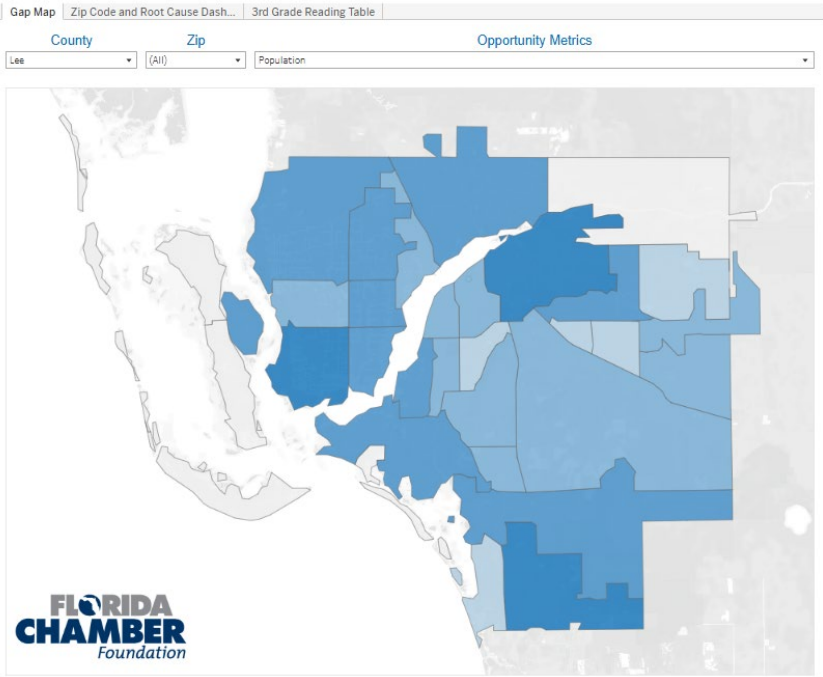 Gap Map Zip Code and Root Cause Dash... 3rd Grade Reading Table
County Zip Opportunity Metrics
Lee (All) Population
FLORIDA
CHAMBER
Foundation